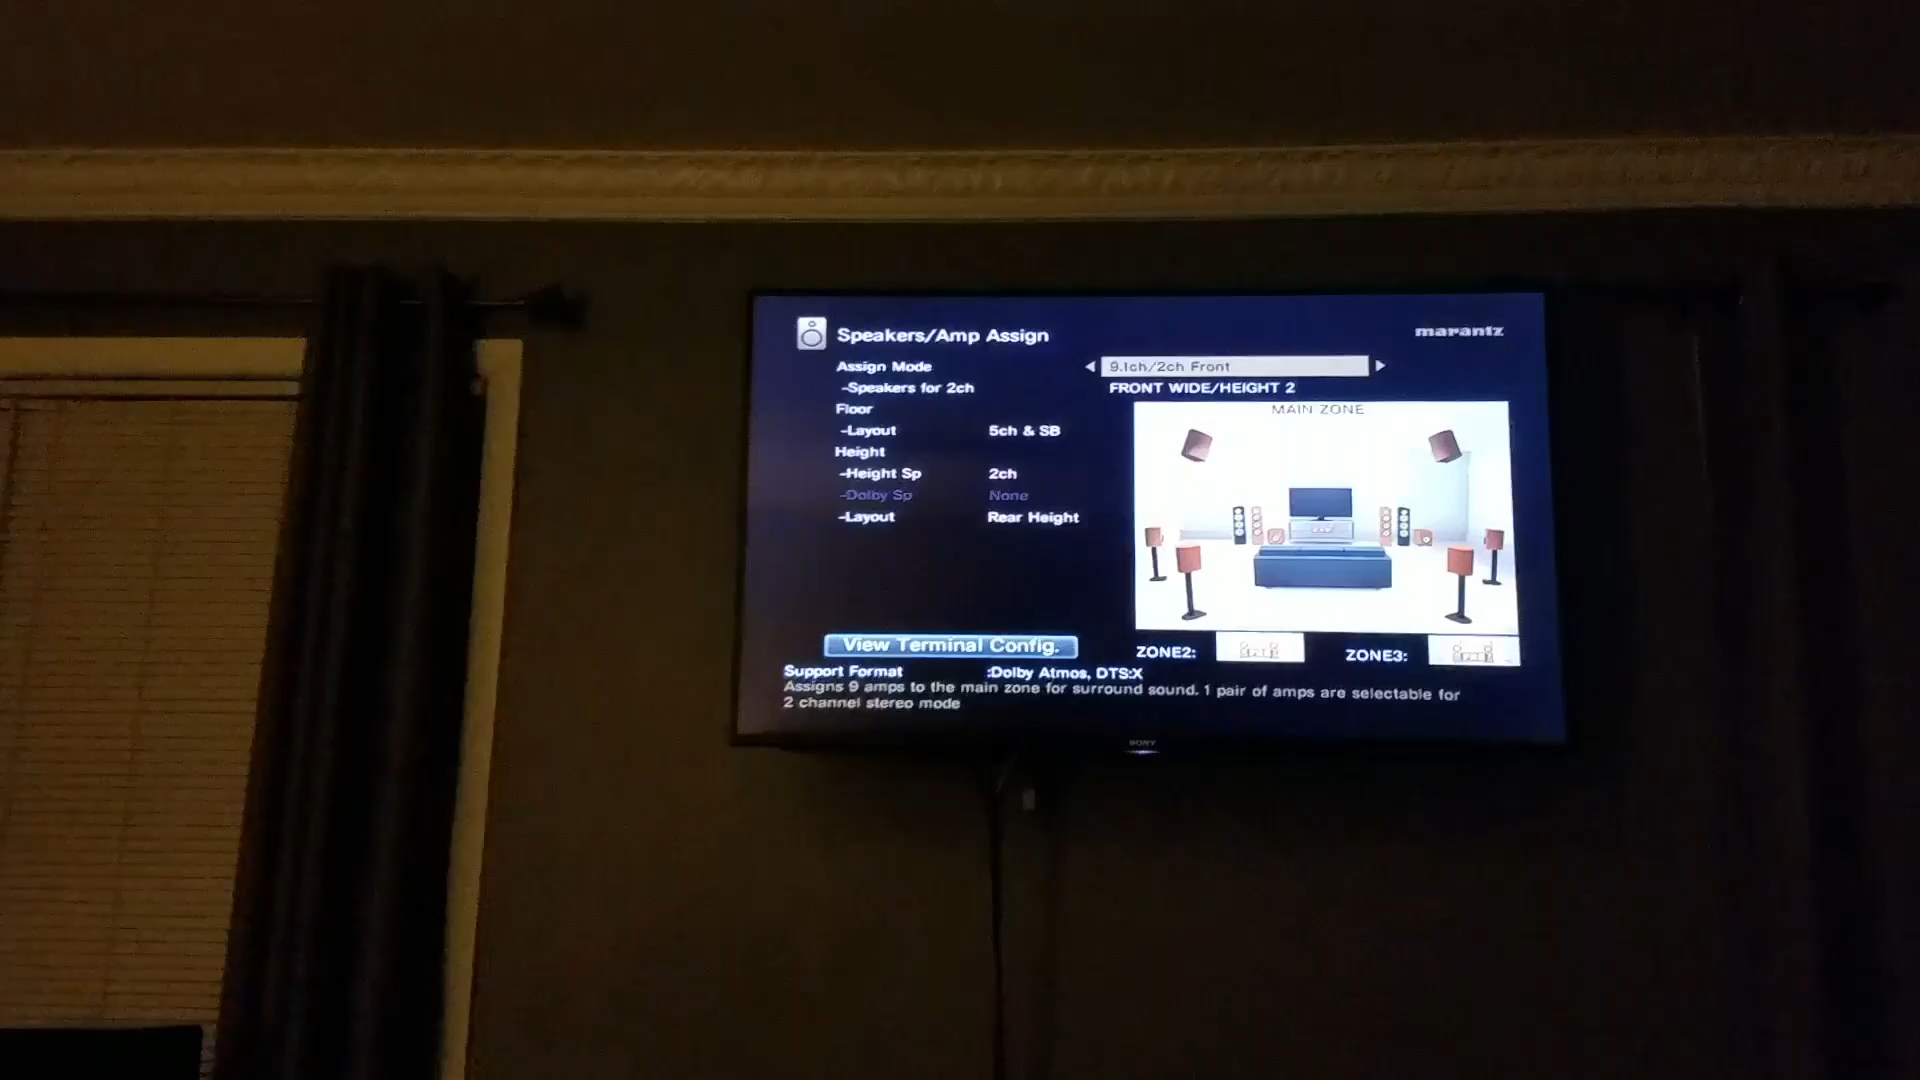 Speakers/Amp Assign
marantz
Assign Mode 9.1ch/2ch Front
-Speakers for 2ch FRONT WIDE/HEIGHT 2
Floor
-Layout 5ch & SB
Height
-Height Sp 2ch
-Dolby Sp None
-Layout Rear Height
MAIN ZONE
View Terminal Config.
ZONE2:
ZONE3:
Support Format :Dolby Atmos, DTS:X
Assigns 9 amps to the main zone for surround sound. 1 pair of amps are selectable for
2 channel stereo mode
SONY